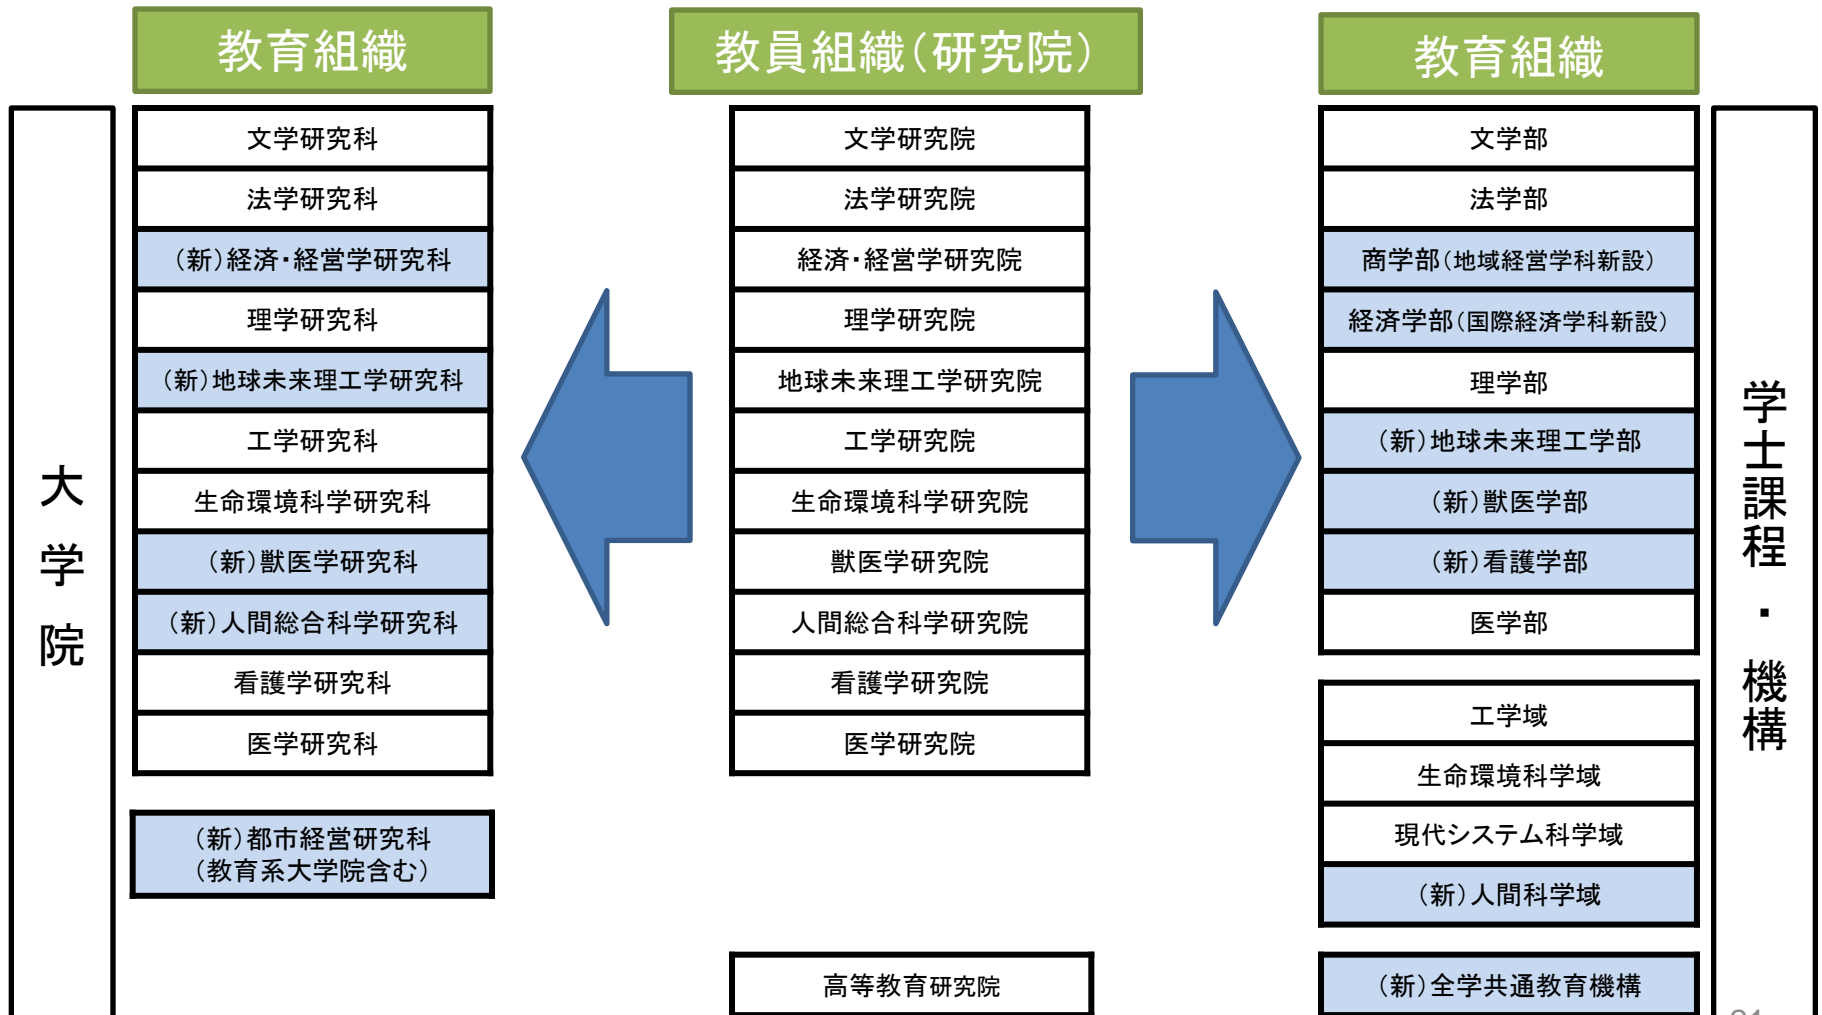 教育組織
教員組織(研究院)
教育組織
大学院
文学研究科
法学研究科
(新)経済・経営学研究科
理学研究科
(新)地球未来理工学研究科
工学研究科
生命環境科学研究科
(新)獣医学研究科
(新)人間総合科学研究科
看護学研究科
医学研究科
(新)都市経営研究科
(教育系大学院含む)
文学研究院
法学研究院
経済・経営学研究院
理学研究院
地球未来理工学研究院
工学研究院
生命環境科学研究院
獣医学研究院
人間総合科学研究院
看護学研究院
医学研究院
高等教育研究院
文学部
法学部
商学部(地域経営学科新設)
経済学部(国際経済学科新設)
理学部
(新)地球未来理工学部
(新)獣医学部
(新)看護学部
医学部
工学域
生命環境科学域
現代システム科学域
(新)人間科学域
(新)全学共通教育機構
学士課程・機構